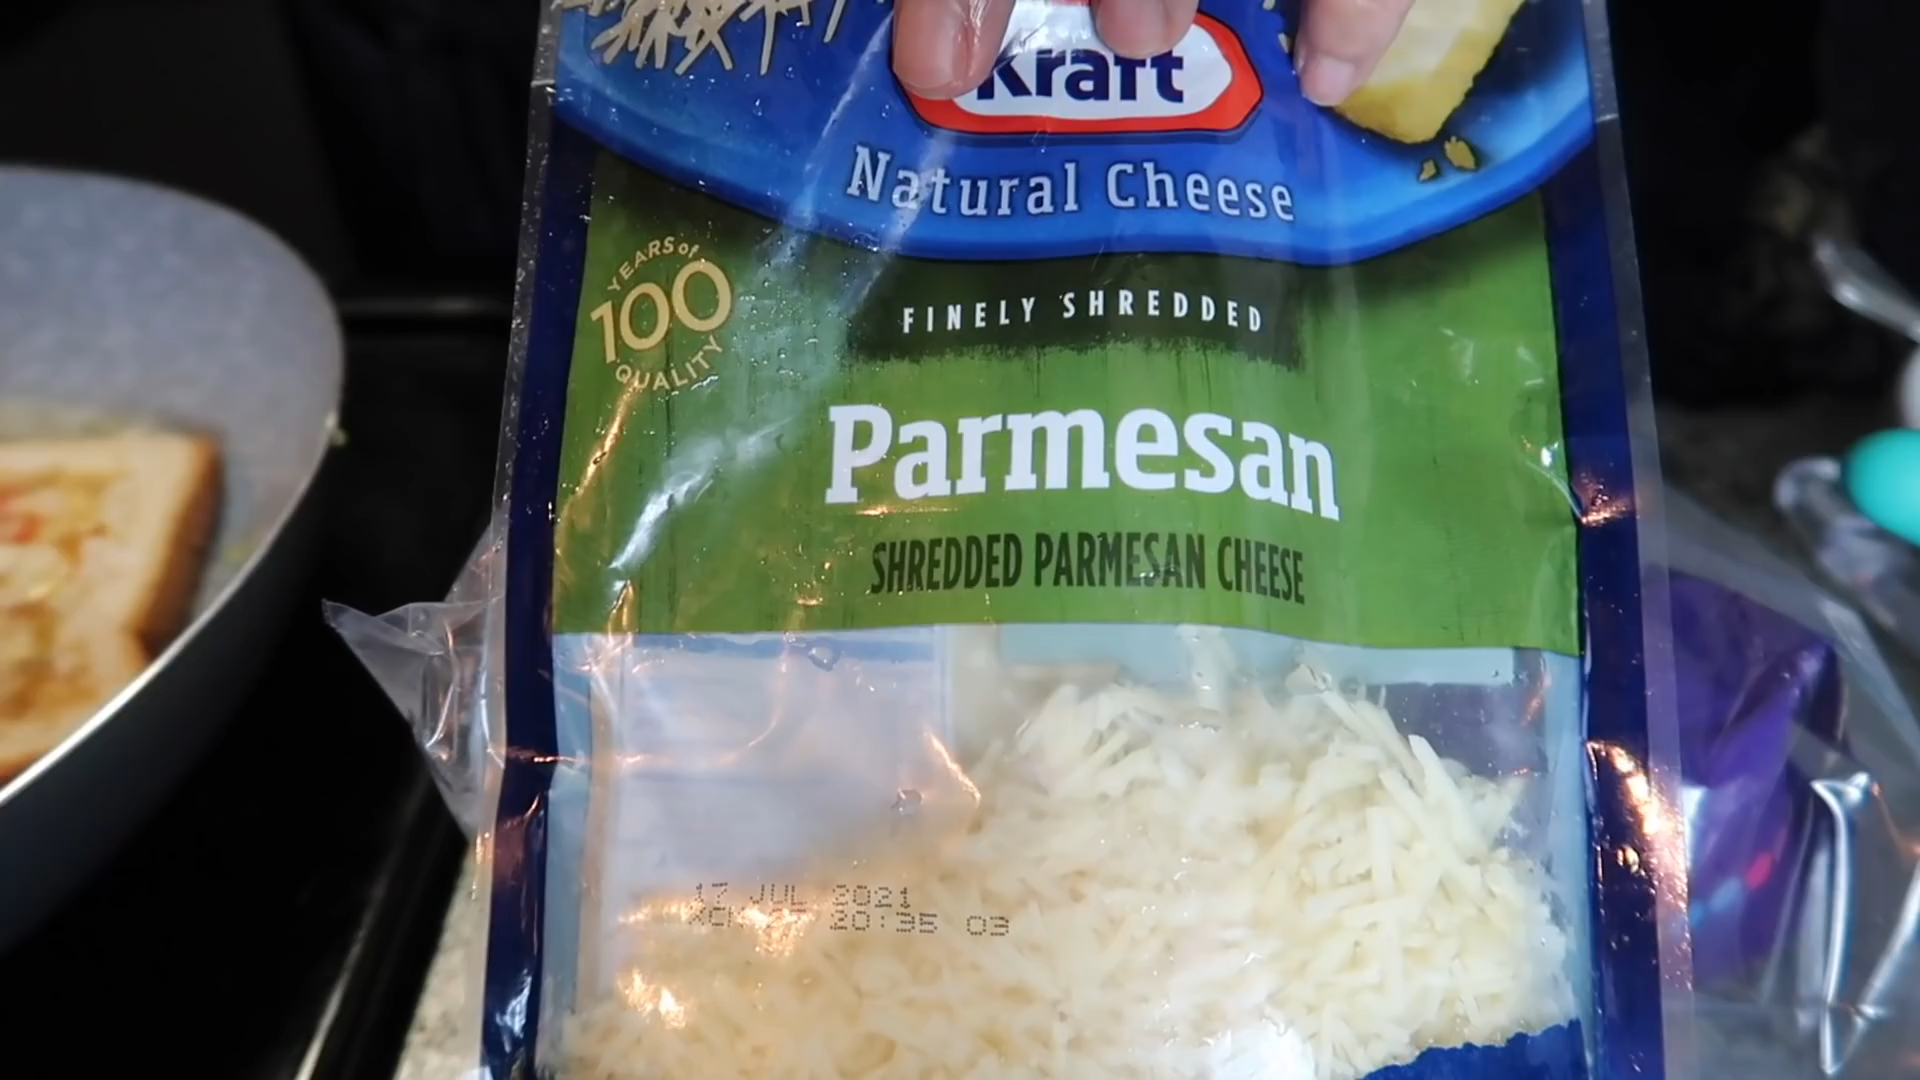 Kraft
Natural Cheese
YEARS of
100
QUALITY
FINELY SHREDDED
Parmesan
SHREDDED PARMESAN CHEESE
17 JUL 2021
20:35 03